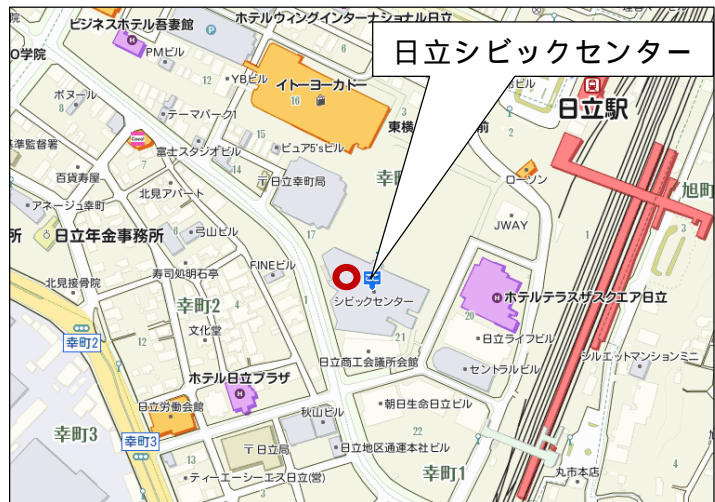 ビジネスホテル吾妻館
ホテルウィングインターナショナル日立
日立シビックセンター
O学院
PMビル
YBビル
イトーヨーカドー
日立駅
ボヌール
テーマパーク1
東横
前
準監督署
Coco!
富士スタジオビル
ピュア5'sビル
百貨寿屋
〒日立幸町局
ローソン
旭町
アネージュ幸町
北見アパート
JWAY
所
日立年金事務所
弓山ビル
FINEビル
北見接骨院
寿司処明石亭
シビックセンター
ホテルテラスザスクエア日立
幸町2
文化堂
幸町2
日立商工会議所会館
日立ライフビル
シルエットマンションミニ
ホテル日立プラザ
セントラルビル
日立労働会館
秋山ビル
朝日生命日立ビル
幸町3
幸町3
〒日立局
日立地区通運本社ビル
ティーエーシーエス日立(営)
幸町1
丸市本店